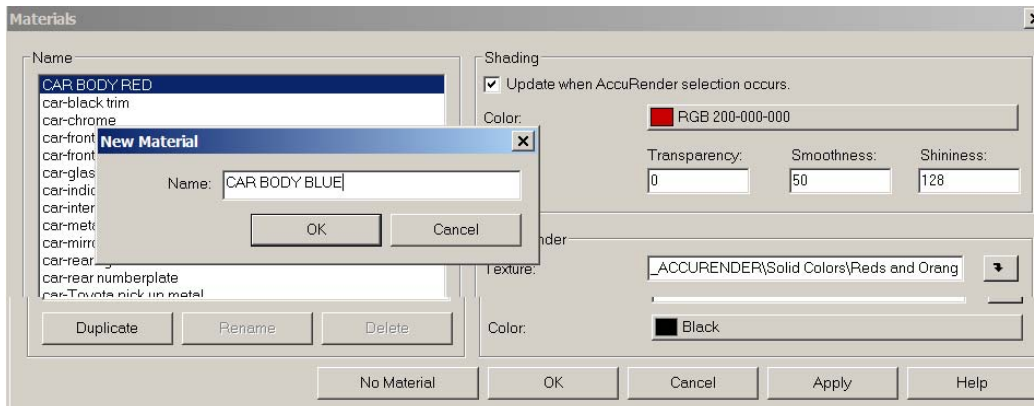 Materials
Name
CAR BODY RED
car-black trim
car-chrome
car-front
car-front
car-glas
car-indic
car-inter
car-meta
car-mirro
car-rear
car-rear numberplate
car-Toyota pick up metal
Duplicate
Rename
Delete
New Material
Name: CAR BODY BLUE
OK
Cancel
Shading
Update when AccuRender selection occurs.
Color:
RGB 200-000-000
Transparency:
Smoothness:
Shininess:
0
50
128
nder
Texture:
_ACCURENDER\Solid Colors\Reds and Orang
Color:
Black
No Material
OK
Cancel
Apply
Help